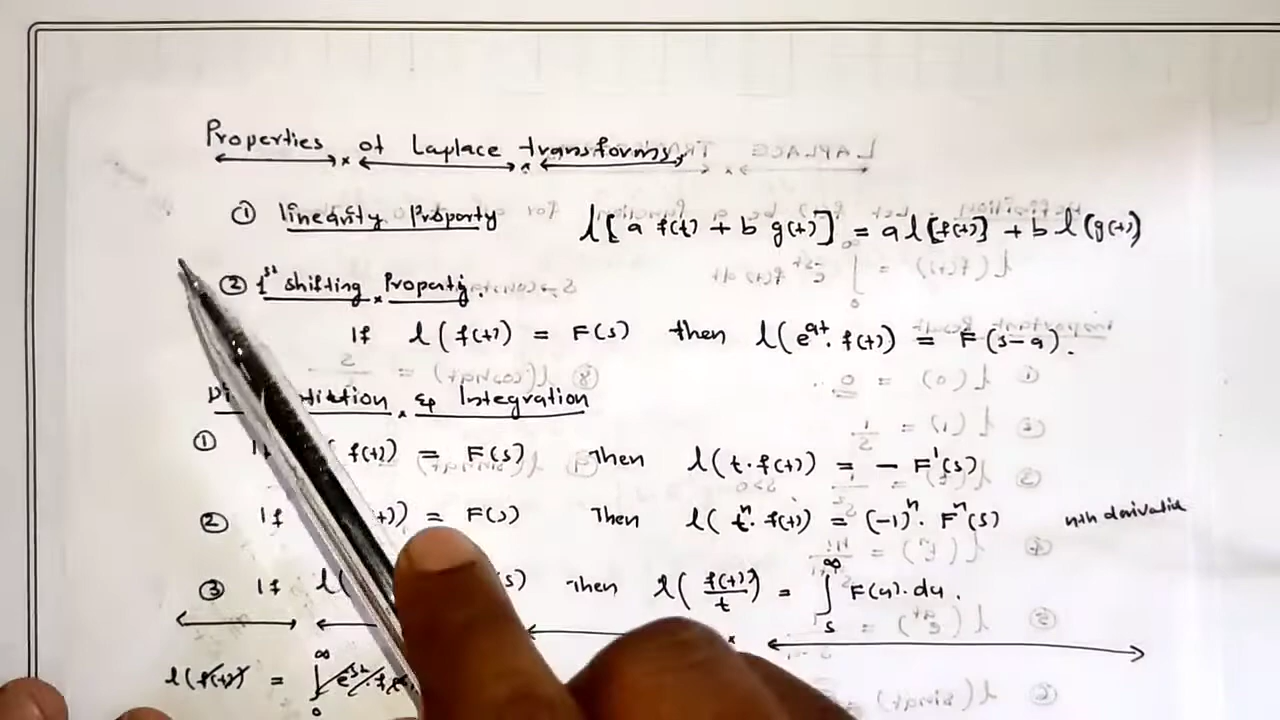 Properties of Laplace transforms,
① linearity Property l[a f(t) + b g(t)] = a l[f(t)] + b l(g(t))
② 1st shifting Property.
If l(f(t)) = F(s) then l(e^at . f(t)) = F(s-a).
& Integration
① f(t)) = F(s) Then l(t.f(t)) = - F'(s)
② If = F(s) Then l(t^n . f(t)) = (-1)^n . F^n(s) nth derivative
③ If l( Then l(f(t)/t) = ∫_s^∞ F(u).du.
l(f(t)) = ∫_0^∞